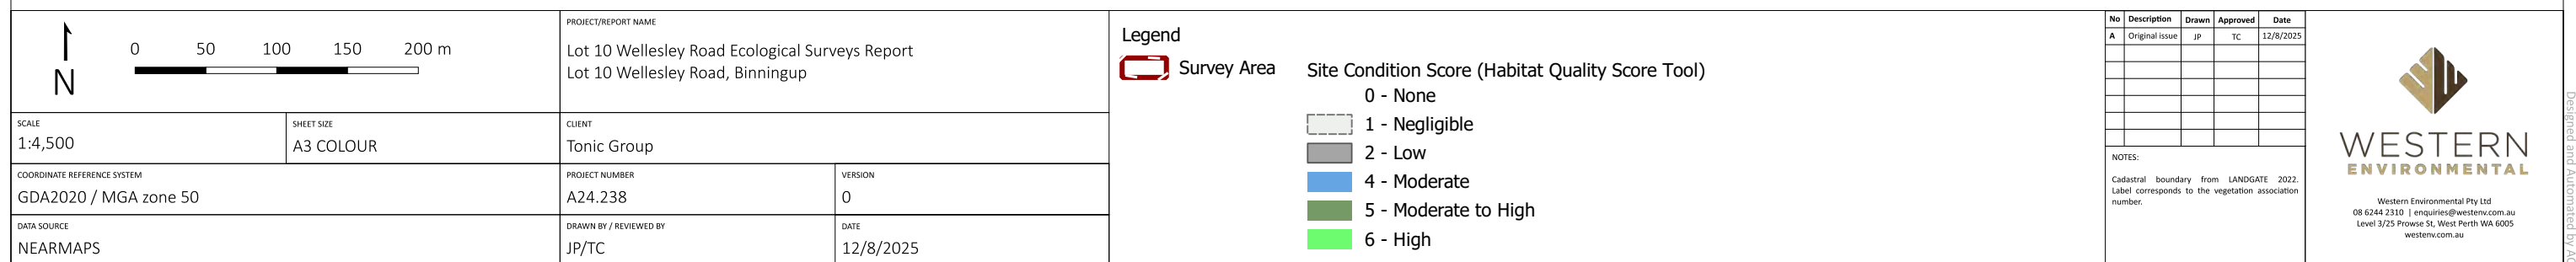 N
0 50 100 150 200 m
PROJECT/REPORT NAME
Lot 10 Wellesley Road Ecological Surveys Report
Lot 10 Wellesley Road, Binningup
SCALE
1:4,500
SHEET SIZE
A3 COLOUR
CLIENT
Tonic Group
COORDINATE REFERENCE SYSTEM
GDA2020 / MGA zone 50
PROJECT NUMBER
A24.238
VERSION
0
DATA SOURCE
NEARMAPS
DRAWN BY / REVIEWED BY
JP/TC
DATE
12/8/2025
Legend
Survey Area
Site Condition Score (Habitat Quality Score Tool)
0 - None
1 - Negligible
2 - Low
4 - Moderate
5 - Moderate to High
6 - High
No Description Drawn Approved Date
A Original issue JP TC 12/8/2025
NOTES:
Cadastral boundary from LANDGATE 2022.
Label corresponds to the vegetation association
number.
WESTERN
ENVIRONMENTAL
Western Environmental Pty Ltd
08 6244 2310 | enquiries@westenv.com.au
Level 3/25 Prowse St, West Perth WA 6005
westenv.com.au
Designed and Automated by